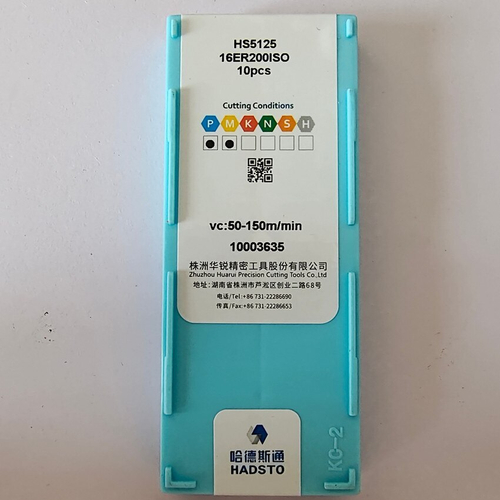 HS5125
16ER200ISO
10pcs
Cutting Conditions
P M K N S H
vc:50-150m/min
10003635
株洲华锐精密工具股份有限公司
Zhuzhou Huarui Precision Cutting Tools Co.,Ltd
地址:湖南省株洲市芦淞区创业二路68号
电话/Tel:+86 731-22286690
传真/Fax:+86 731-22286653
哈德斯通
HADSTO
KC-2